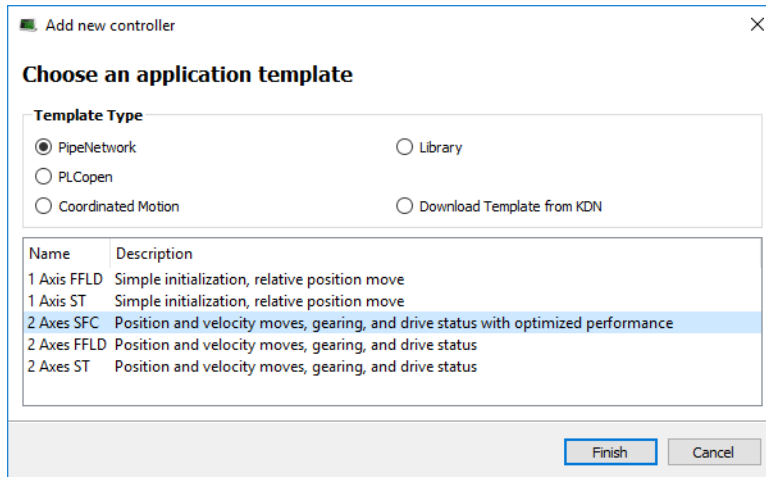 Add new controller
Choose an application template
Template Type
PipeNetwork Library
PLCopen
Coordinated Motion Download Template from KDN
Name Description
1 Axis FFLD Simple initialization, relative position move
1 Axis ST Simple initialization, relative position move
2 Axes SFC Position and velocity moves, gearing, and drive status with optimized performance
2 Axes FFLD Position and velocity moves, gearing, and drive status
2 Axes ST Position and velocity moves, gearing, and drive status
Finish Cancel